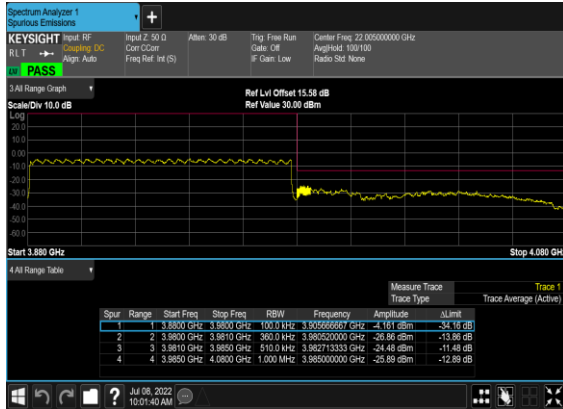 Spectrum Analyzer 1
Spurious Emissions
KEYSIGHT Input: RF Input Z: 50 Ω Atten: 30 dB Trig: Free Run Center Freq: 22.005000000 GHz
RLT Coupling: DC Corr CCorr Gate: Off Avg|Hold: 100/100
Align: Auto Freq Ref: Int (S) IF Gain: Low Radio Std: None
PASS
3 All Range Graph Ref Lvl Offset 15.58 dB
Scale/Div 10.0 dB Ref Value 30.00 dBm
Log
20.0
10.0
0.00
-10.0
-20.0
-30.0
-40.0
-50.0
-60.0
Start 3.880 GHz Stop 4.080 GH
4 All Range Table
Measure Trace Trace 1
Trace Type Trace Average (Active)
Spur Range Start Freq Stop Freq RBW Frequency Amplitude ΔLimit
1 1 3.8800 GHz 3.9800 GHz 100.0 kHz 3.905666667 GHz -4.161 dBm -34.16 dB
2 2 3.9800 GHz 3.9810 GHz 360.0 kHz 3.980520000 GHz -26.86 dBm -13.86 dB
3 3 3.9810 GHz 3.9850 GHz 510.0 kHz 3.982713333 GHz -24.48 dBm -11.48 dB
4 4 3.9850 GHz 4.0800 GHz 1.000 MHz 3.985000000 GHz -25.89 dBm -12.89 dB
? Jul 08, 2022
10:01:40 AM